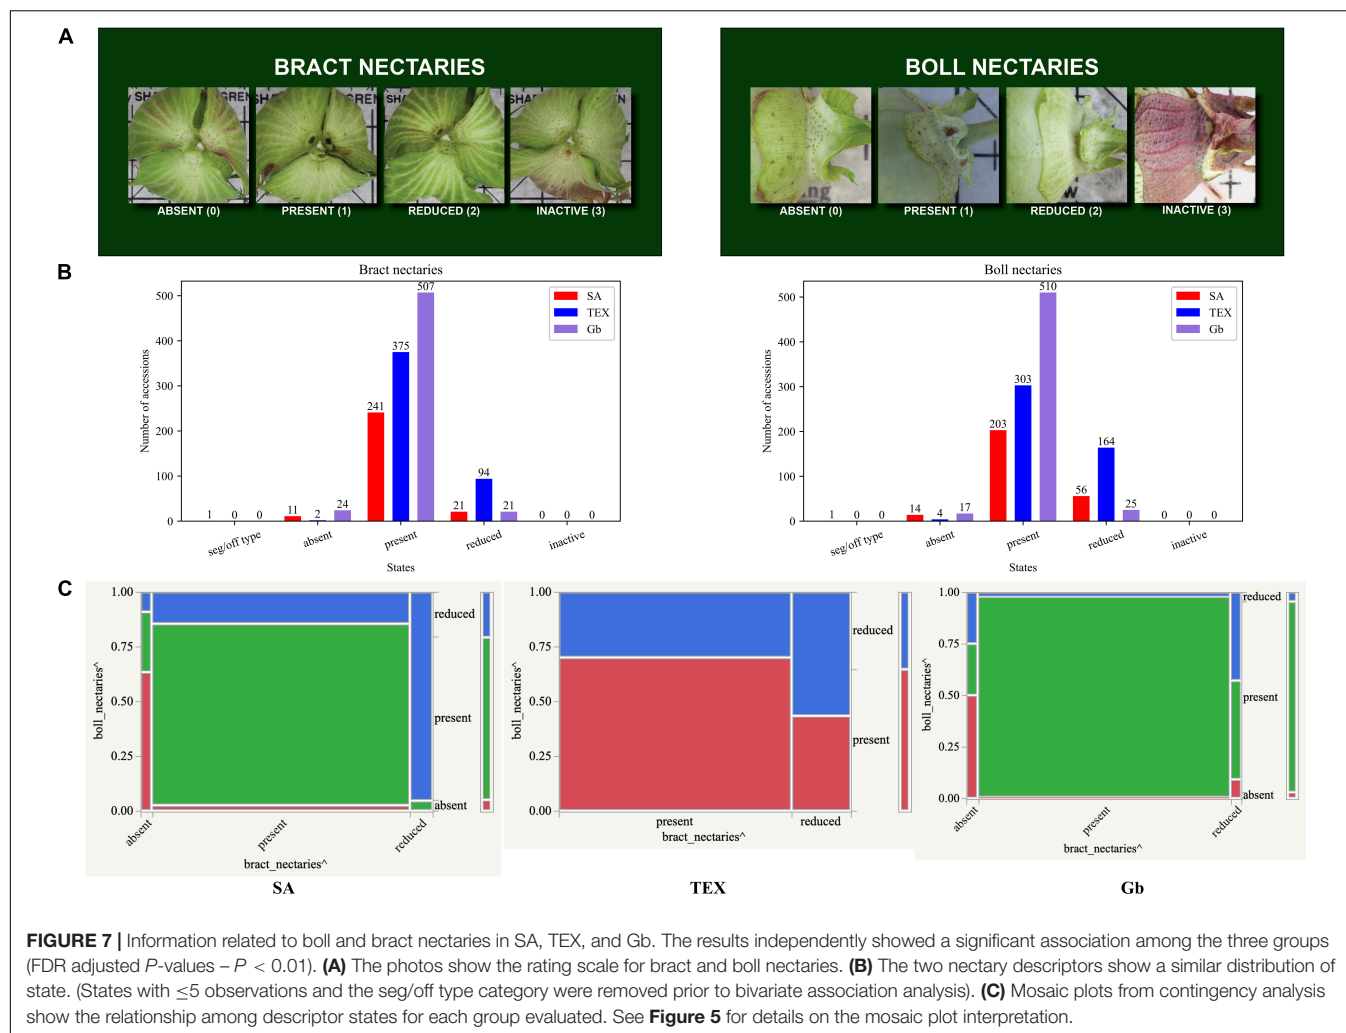 A
BRACT NECTARIES
ABSENT (0) PRESENT (1) REDUCED (2) INACTIVE (3)
BOLL NECTARIES
ABSENT (0) PRESENT (1) REDUCED (2) INACTIVE (3)
B
Bract nectaries
Number of accessions
500
400
300
200
100
0
SA
TEX
Gb
1 0 0 11 2 24 241 375 507 21 94 21 0 0 0
seg/off type absent present reduced inactive
States
Boll nectaries
Number of accessions
500
400
300
200
100
0
SA
TEX
Gb
1 0 0 14 4 17 203 303 510 56 164 25 0 0 0
seg/off type absent present reduced inactive
States
C
boll_nectaries^
1.00
0.75
0.50
0.25
0.00
reduced
present
absent
absent present reduced
bract_nectaries^
SA
boll_nectaries^
1.00
0.75
0.50
0.25
0.00
reduced
present
present reduced
bract_nectaries^
TEX
boll_nectaries^
1.00
0.75
0.50
0.25
0.00
reduced
present
absent
absent present reduced
bract_nectaries^
Gb
FIGURE 7 | Information related to boll and bract nectaries in SA, TEX, and Gb. The results independently showed a significant association among the three groups
(FDR adjusted P-values – P < 0.01). (A) The photos show the rating scale for bract and boll nectaries. (B) The two nectary descriptors show a similar distribution of
state. (States with ≤5 observations and the seg/off type category were removed prior to bivariate association analysis). (C) Mosaic plots from contingency analysis
show the relationship among descriptor states for each group evaluated. See Figure 5 for details on the mosaic plot interpretation.